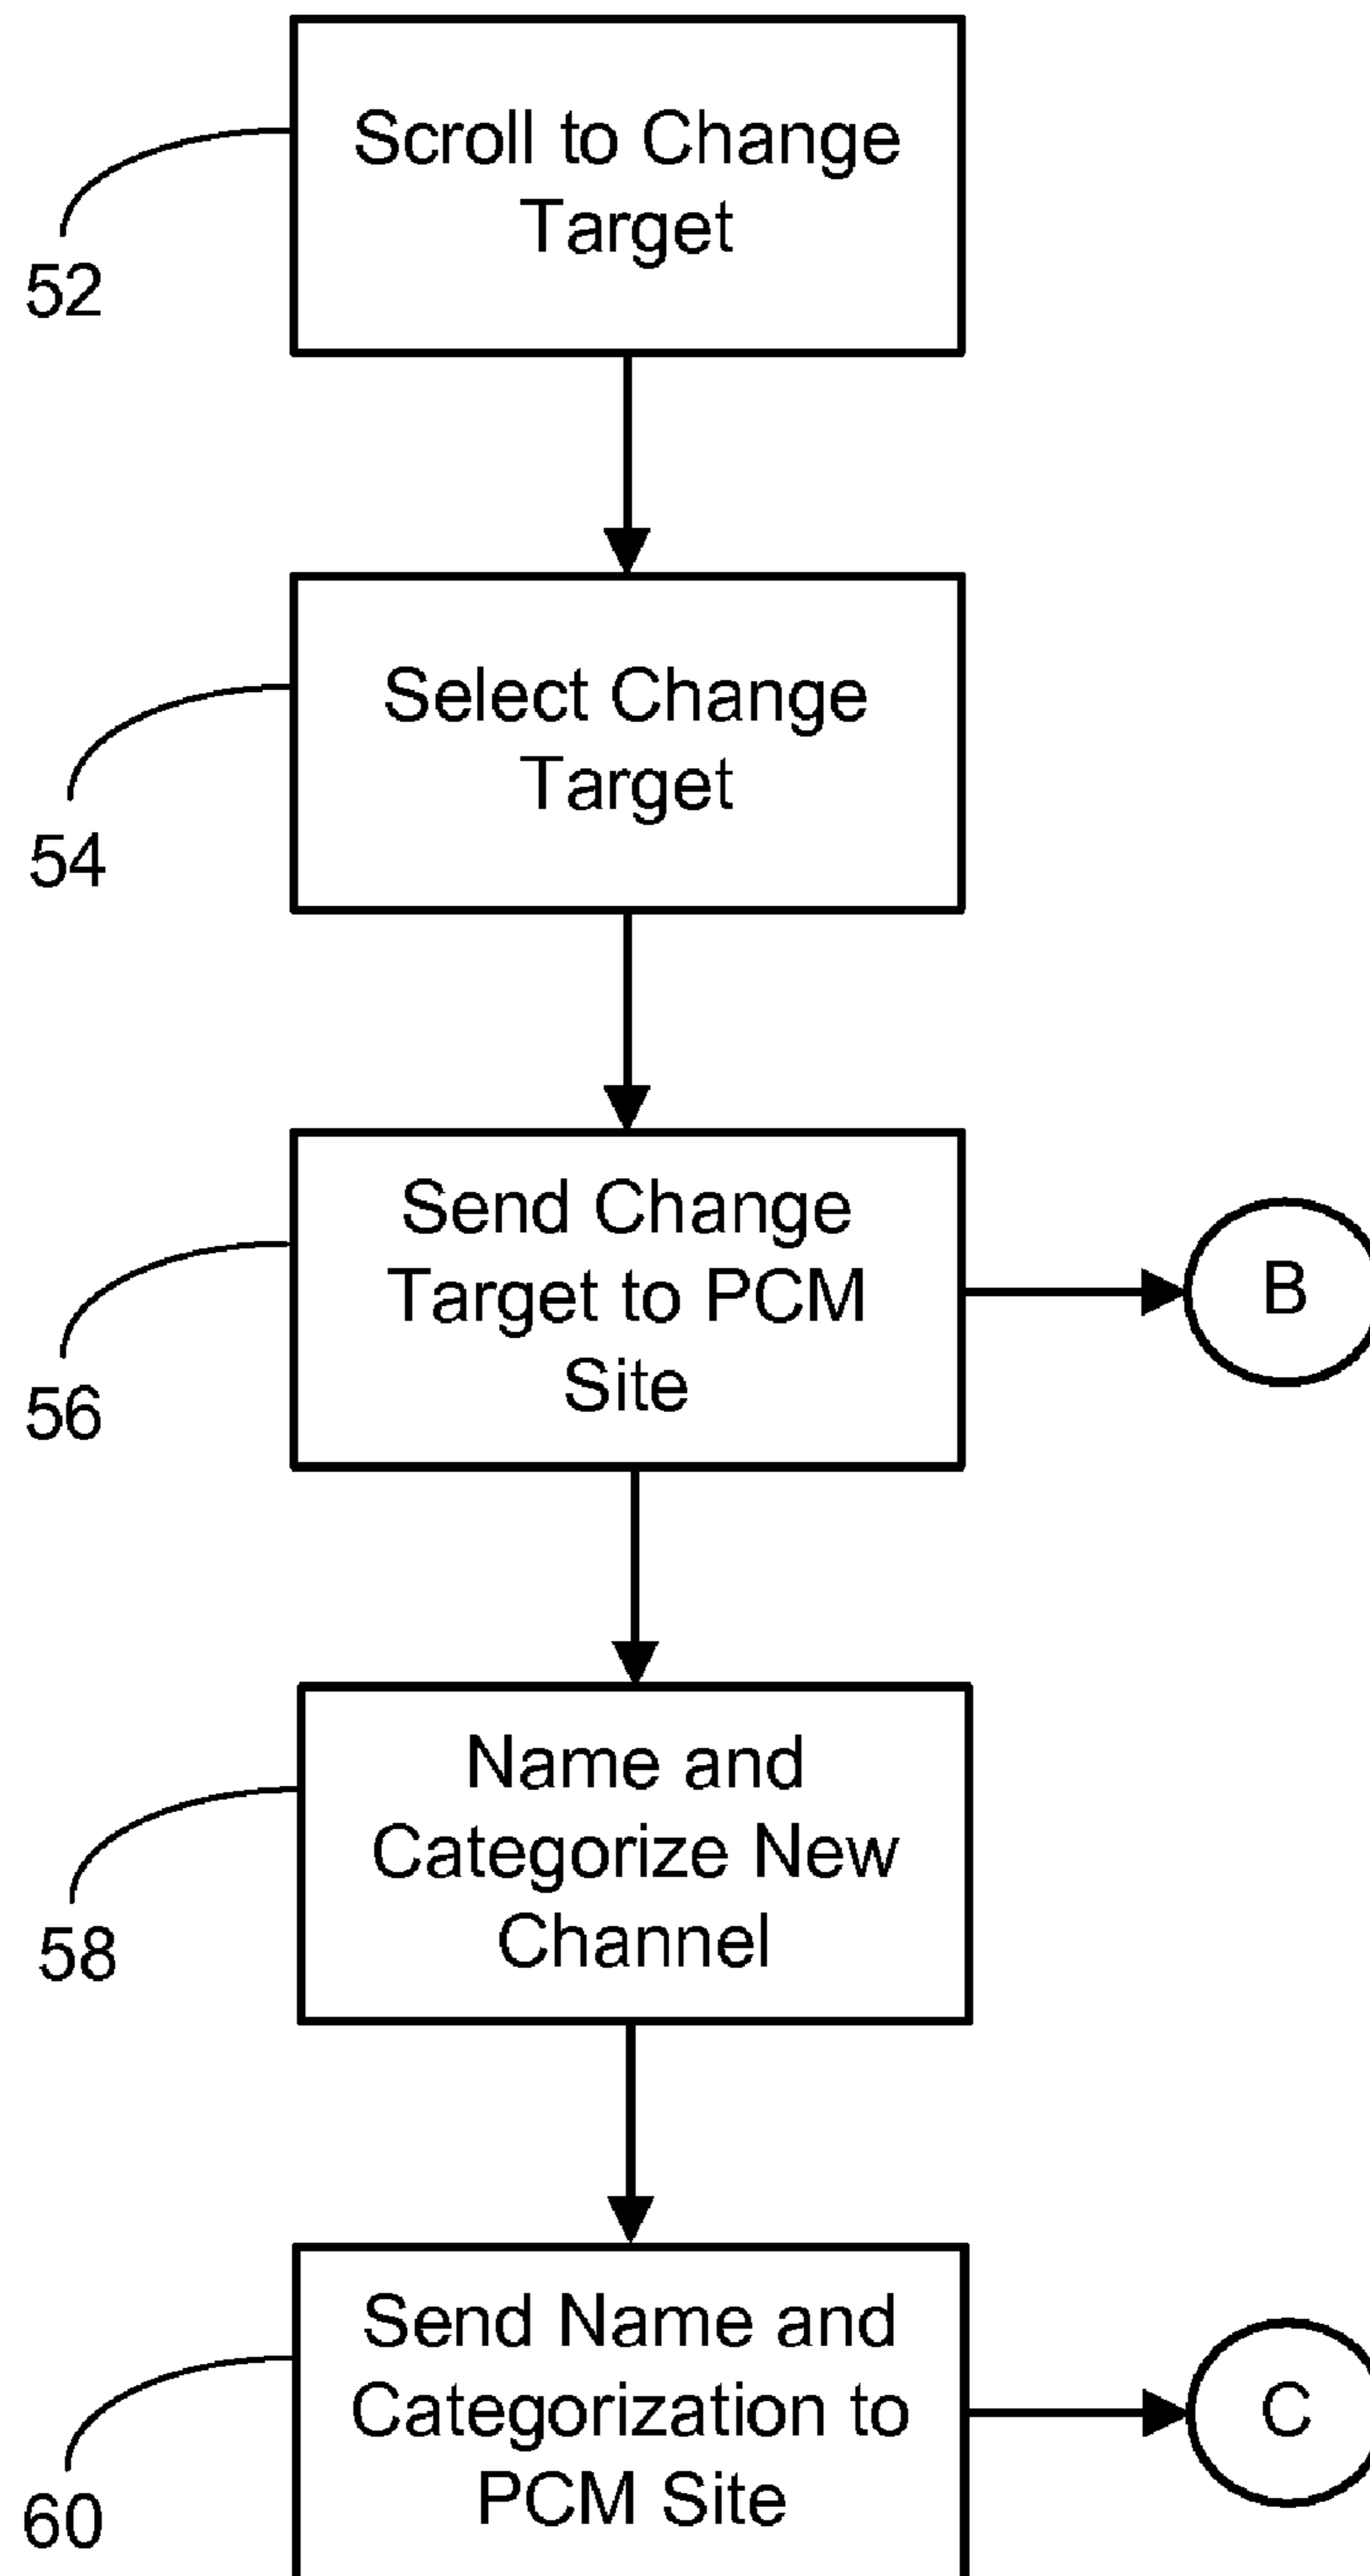 Scroll to Change
Target
52
Select Change
Target
54
Send Change
Target to PCM
Site
B
56
Name and
Categorize New
Channel
58
Send Name and
Categorization to
PCM Site
C
60